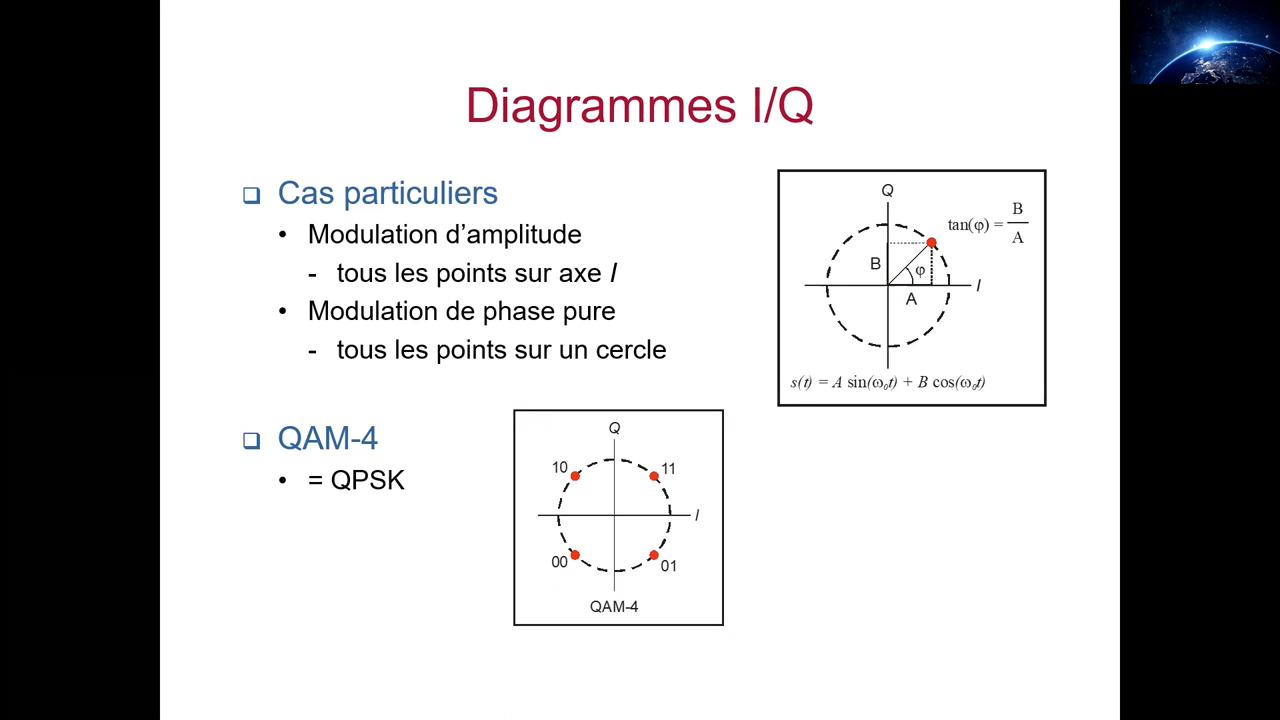 Diagrammes I/Q
❑ Cas particuliers
• Modulation d’amplitude
- tous les points sur axe I
• Modulation de phase pure
- tous les points sur un cercle
Q
tan(φ) = B/A
B
φ
I
A
s(t) = A sin(ω₀t) + B cos(ω₀t)
❑ QAM-4
• = QPSK
Q
10 11
I
00 01
QAM-4